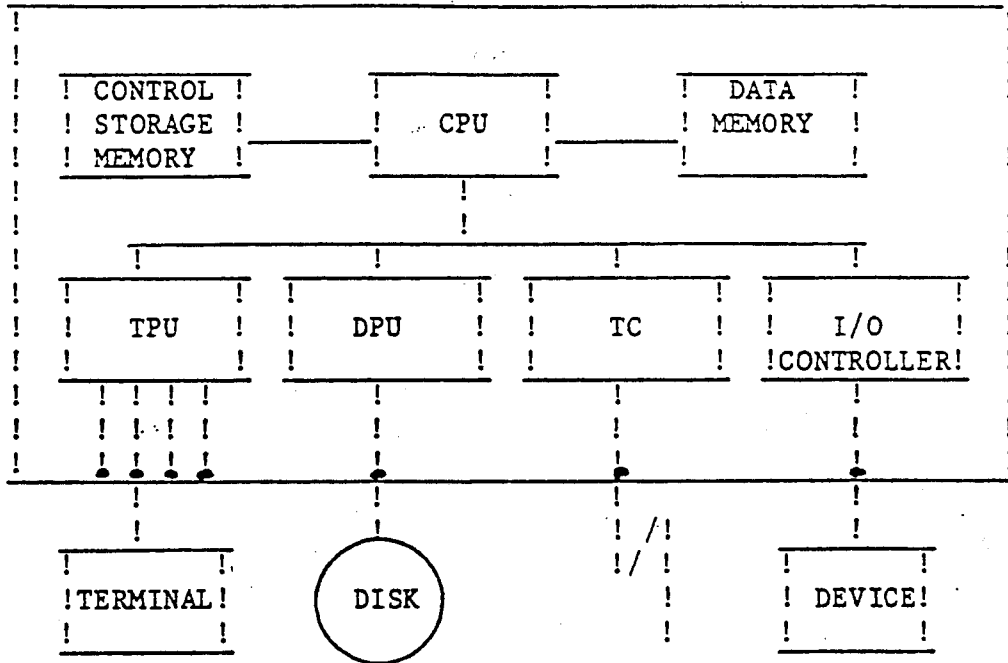 CONTROL STORAGE MEMORY
CPU
DATA MEMORY
TPU
DPU
TC
I/O CONTROLLER
TERMINAL
DISK
DEVICE